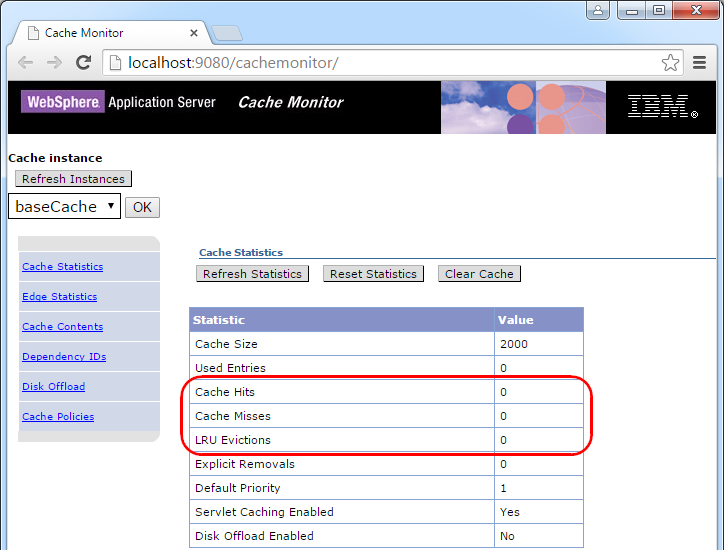 Cache Monitor
localhost:9080/cachemonitor/
WebSphere Application Server Cache Monitor IBM®
Cache instance
Refresh Instances
baseCache OK
Cache Statistics
Edge Statistics
Cache Contents
Dependency IDs
Disk Offload
Cache Policies
Cache Statistics
Refresh Statistics Reset Statistics Clear Cache
Statistic Value
Cache Size 2000
Used Entries 0
Cache Hits 0
Cache Misses 0
LRU Evictions 0
Explicit Removals 0
Default Priority 1
Servlet Caching Enabled Yes
Disk Offload Enabled No